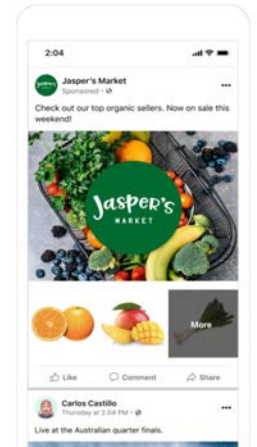 2:04
Jasper's Market
Sponsored ·
Check out our top organic sellers. Now on sale this
weekend!
Jasper's
MARKET
More
Like Comment Share
Carlos Castillo
Thursday at 2:04 PM ·
Live at the Australian quarter finals.